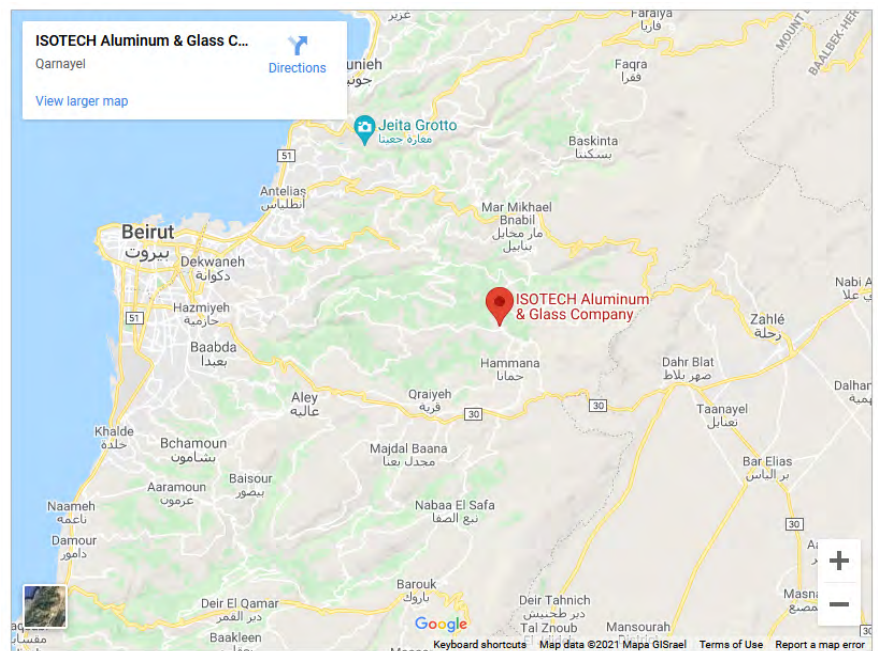 ISOTECH Aluminum & Glass C...
Qarnayel
Directions
View larger map
غزير
Faraiya
فاريا
Faqra
فقرا
Jeita Grotto
مغارة جعيتا
51
Baskinta
بسكنتا
Antelias
أنطلياس
Mar Mikhael
Bnabil
مار مخايل
بنابيل
Beirut
بيروت
Dekwaneh
دكوانة
ISOTECH Aluminum
& Glass Company
Hazmiyeh
حازمية
51
Zahlé
زحلة
Baabda
بعبدا
Hammana
حمانا
Dahr Blat
ضهر بلاط
Aley
عاليه
Qraiyeh
قرية
30
30
Taanayel
تعنايل
Khalde
خلدة
Bchamoun
بشامون
Majdal Baana
مجدل بعنا
Bar Elias
بر الياس
Aaramoun
عرمون
Baisour
بيصور
Naameh
ناعمه
Nabaa El Safa
نبع الصفا
30
Damour
دامور
Barouk
باروك
Deir El Qamar
دير القمر
Deir Tahnich
دير طحنيش
Tal Znoub
Mansourah
Baakleen
Google
Keyboard shortcuts
Map data ©2021 Mapa GISrael
Terms of Use
Report a map error